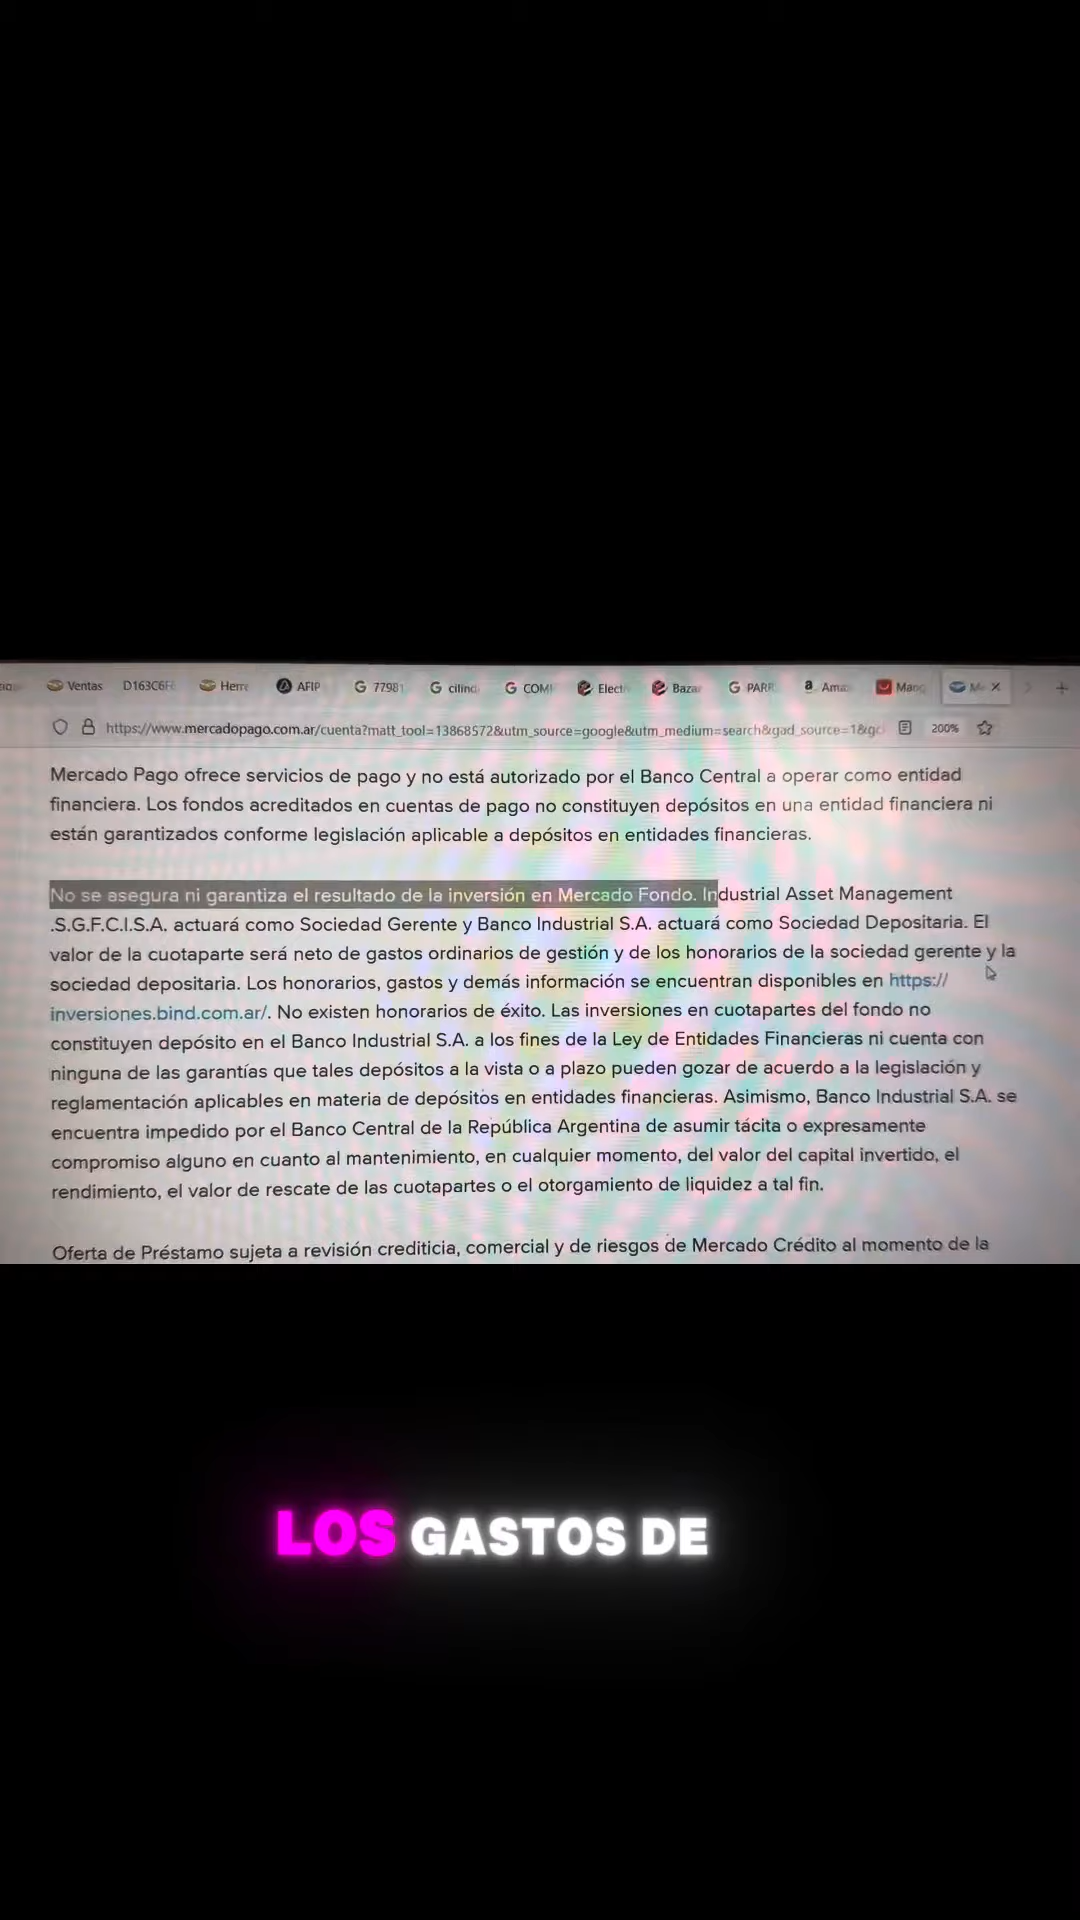 Ventas D163C6F Herre AFIP G 77981 G cilind G COMI Electr Bazar G PARR a Ama Mang Me × +
https://www.mercadopago.com.ar/cuenta?matt_tool=13868572&utm_source=google&utm_medium=search&gad_source=1&gc 200%
Mercado Pago ofrece servicios de pago y no está autorizado por el Banco Central a operar como entidad
financiera. Los fondos acreditados en cuentas de pago no constituyen depósitos en una entidad financiera ni
están garantizados conforme legislación aplicable a depósitos en entidades financieras.
No se asegura ni garantiza el resultado de la inversión en Mercado Fondo. Industrial Asset Management
.S.G.F.C.I.S.A. actuará como Sociedad Gerente y Banco Industrial S.A. actuará como Sociedad Depositaria. El
valor de la cuotaparte será neto de gastos ordinarios de gestión y de los honorarios de la sociedad gerente y la
sociedad depositaria. Los honorarios, gastos y demás información se encuentran disponibles en https://
inversiones.bind.com.ar/. No existen honorarios de éxito. Las inversiones en cuotapartes del fondo no
constituyen depósito en el Banco Industrial S.A. a los fines de la Ley de Entidades Financieras ni cuenta con
ninguna de las garantías que tales depósitos a la vista o a plazo pueden gozar de acuerdo a la legislación y
reglamentación aplicables en materia de depósitos en entidades financieras. Asimismo, Banco Industrial S.A. se
encuentra impedido por el Banco Central de la República Argentina de asumir tácita o expresamente
compromiso alguno en cuanto al mantenimiento, en cualquier momento, del valor del capital invertido, el
rendimiento, el valor de rescate de las cuotapartes o el otorgamiento de liquidez a tal fin.
Oferta de Préstamo sujeta a revisión crediticia, comercial y de riesgos de Mercado Crédito al momento de la
LOS GASTOS DE